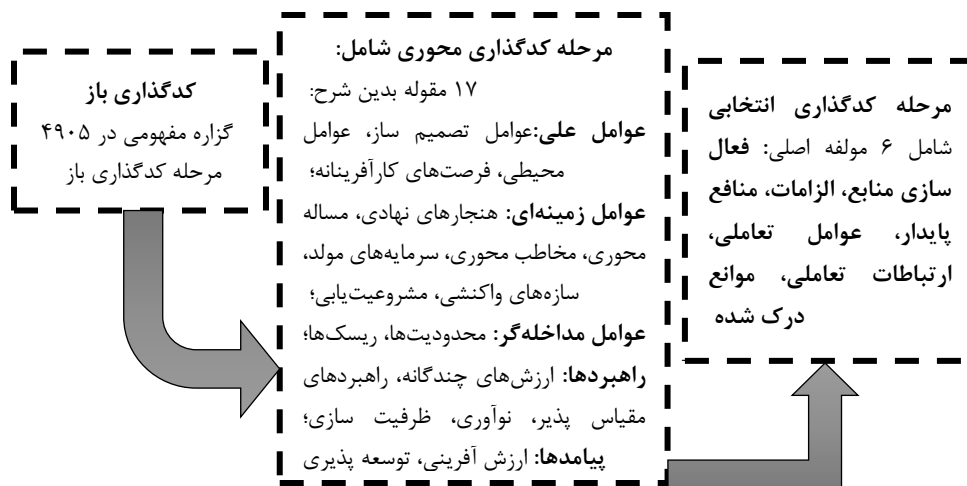 کدگذاری باز
۴۹۰۵ گزاره مفهومی در
مرحله کدگذاری باز
مرحله کدگذاری محوری شامل:
۱۷ مقوله بدین شرح:
عوامل علی:عوامل تصمیم ساز، عوامل
محیطی، فرصت‌های کارآفرینانه؛
عوامل زمینه‌ای: هنجارهای نهادی، مساله
محوری، مخاطب محوری، سرمایه‌های مولد،
سازه‌های واکنشی، مشروعیت‌یابی؛
عوامل مداخله‌گر: محدودیت‌ها، ریسک‌ها؛
راهبردها: ارزش‌های چندگانه، راهبردهای
مقیاس پذیر، نوآوری، ظرفیت سازی؛
پیامدها: ارزش آفرینی، توسعه پذیری
مرحله کدگذاری انتخابی
شامل ۶ مولفه اصلی: فعال
سازی منابع، الزامات، منافع
پایدار، عوامل تعاملی،
ارتباطات تعاملی، موانع
درک شده